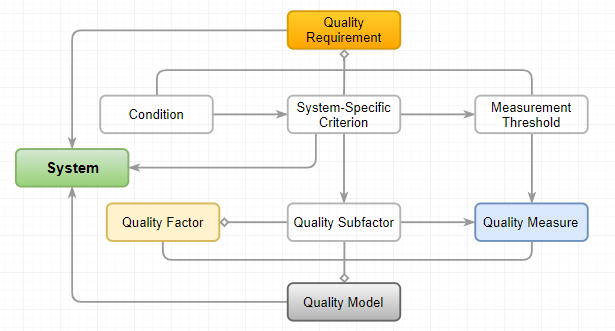 Quality
Requirement
Condition
System-Specific
Criterion
Measurement
Threshold
System
Quality Factor
Quality Subfactor
Quality Measure
Quality Model